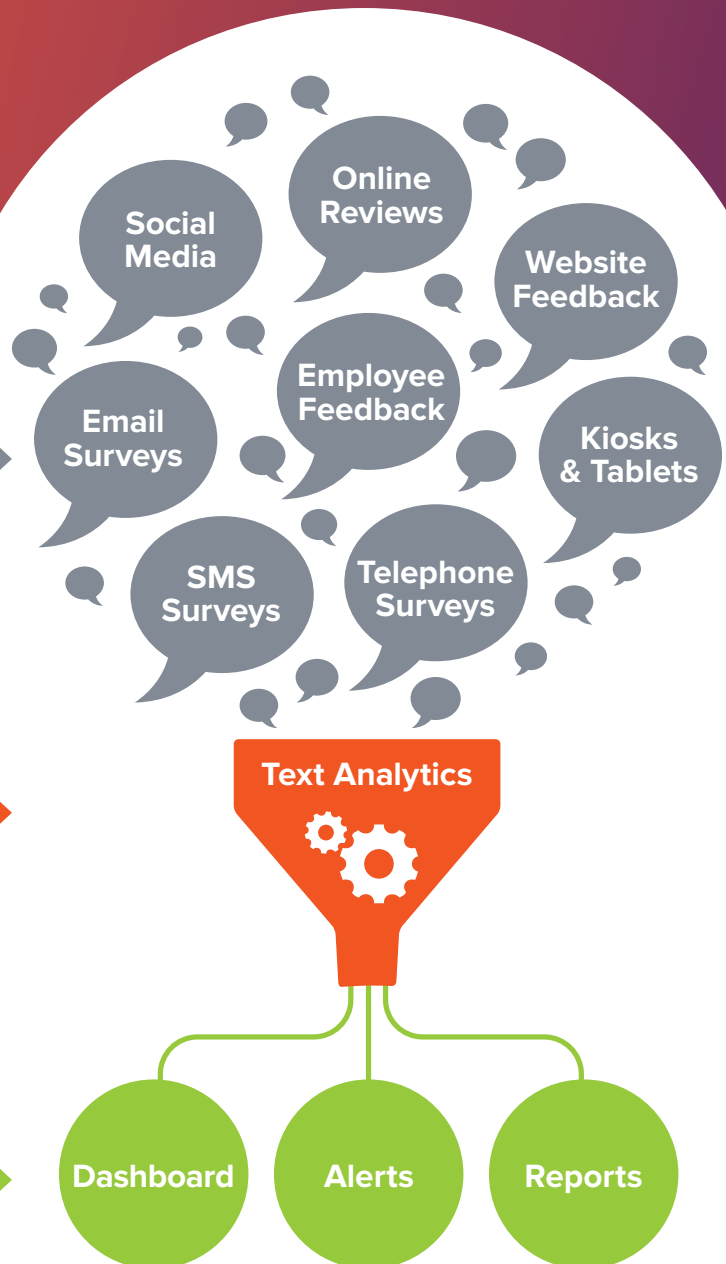 Online
Reviews
Social
Media
Website
Feedback
Employee
Feedback
Email
Surveys
Kiosks
& Tablets
SMS
Surveys
Telephone
Surveys
Text Analytics
Dashboard
Alerts
Reports